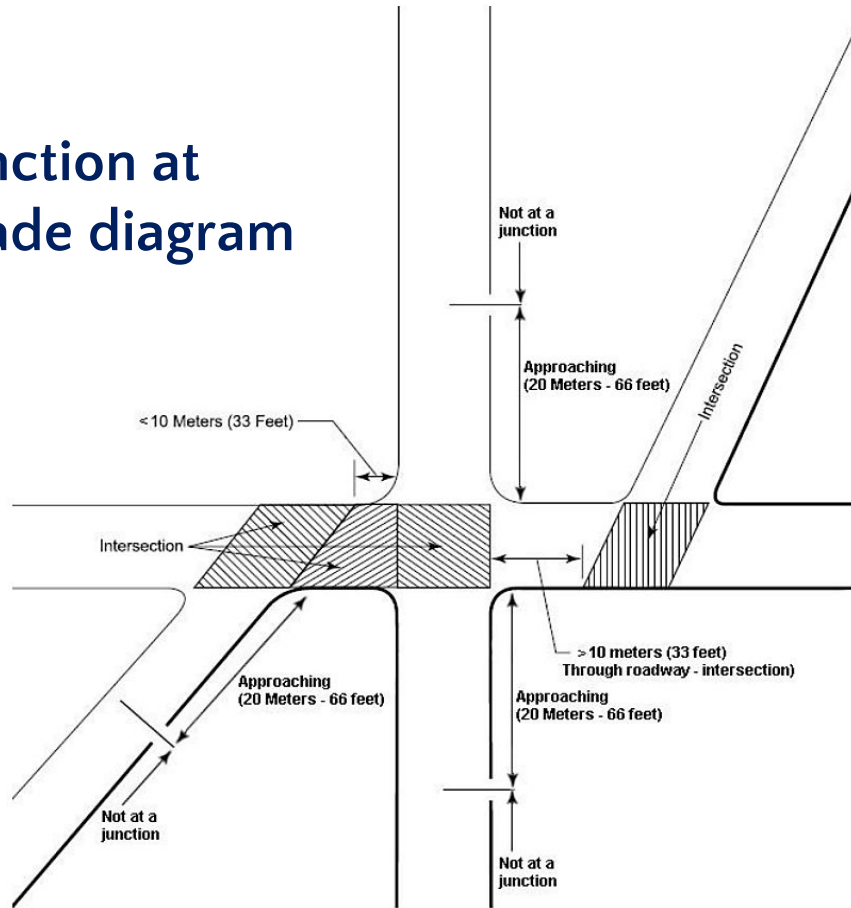 nction at
ade diagram
Not at a
junction
Approaching
(20 Meters - 66 feet)
Intersection
<10 Meters (33 Feet)
Intersection
>10 meters (33 feet)
Through roadway - intersection)
Approaching
(20 Meters - 66 feet)
Approaching
(20 Meters - 66 feet)
Not at a
junction
Not at a
junction